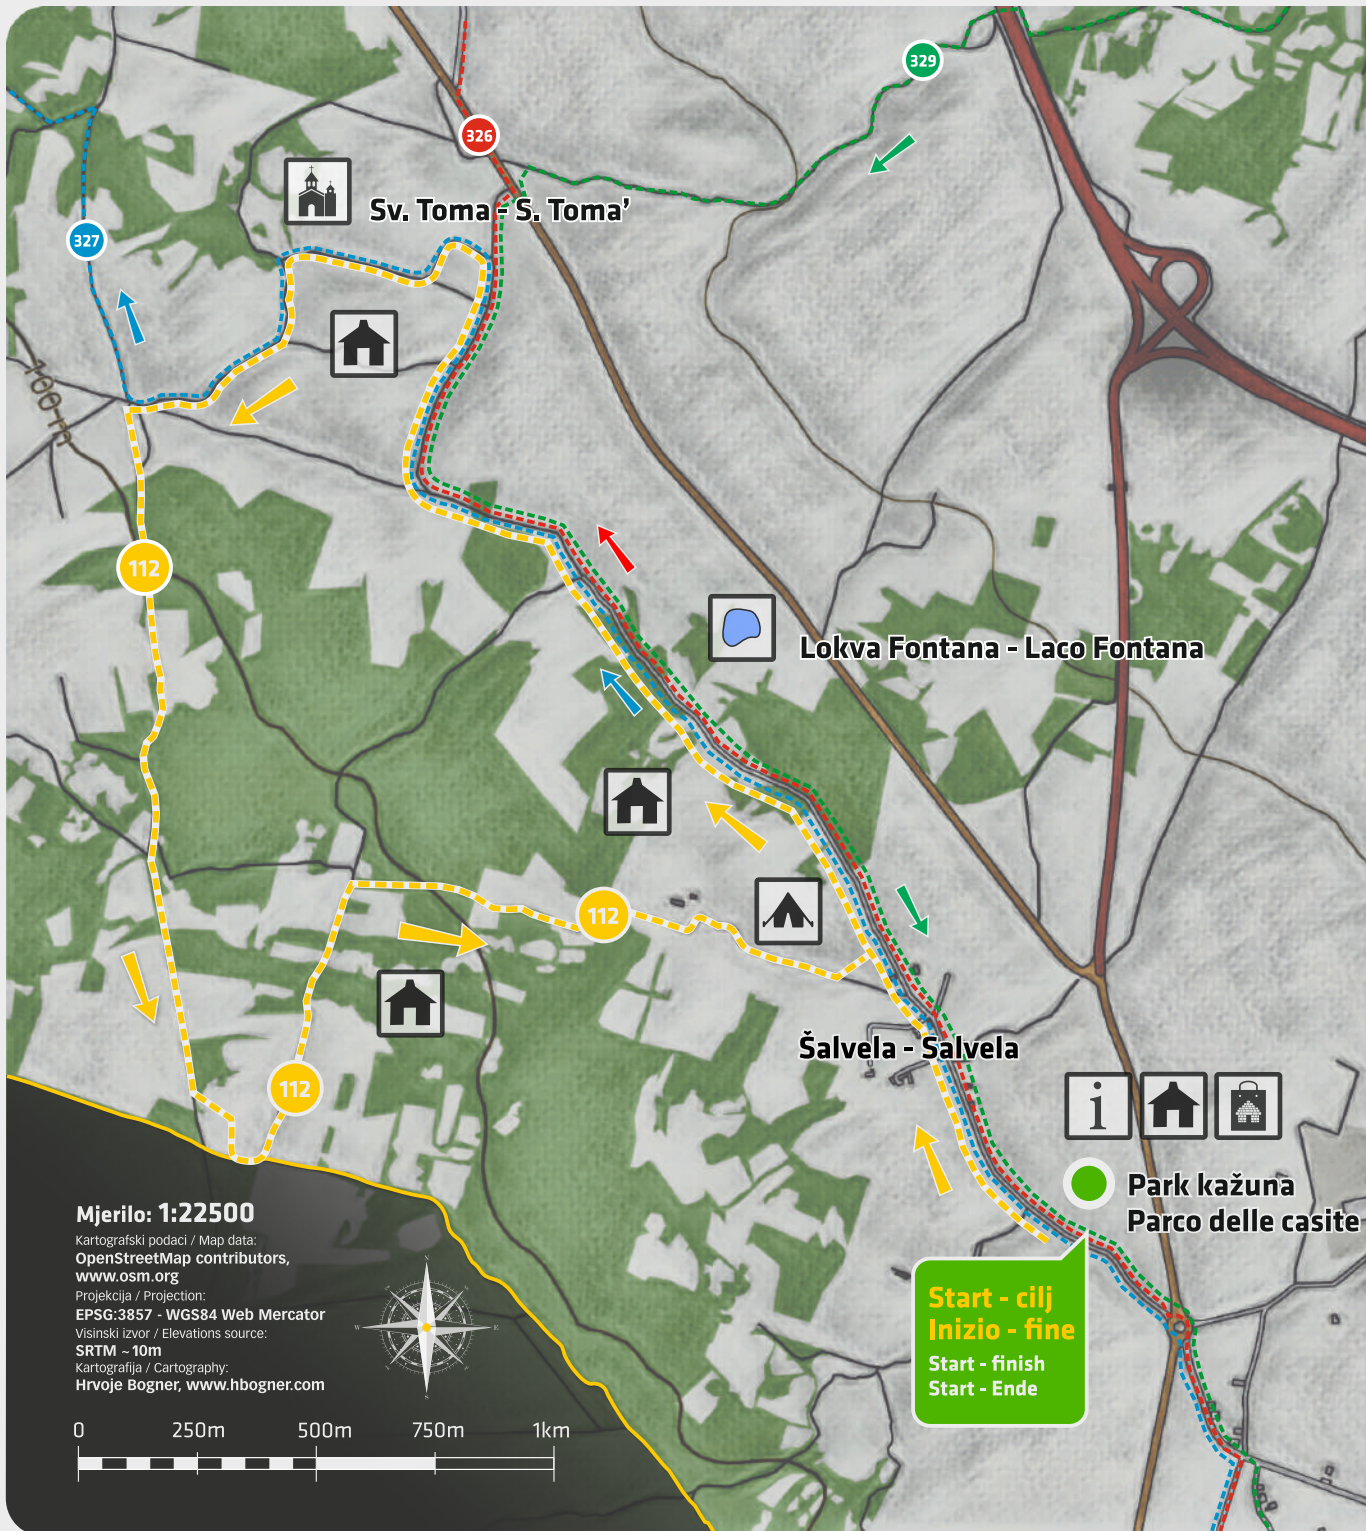 329
326
Sv. Toma - S. Toma’
327
100-m
112
Lokva Fontana - Laco Fontana
112
Šalvela - Salvela
112
i
Park kažuna
Parco delle casite
Start - cilj
Inizio - fine
Start - finish
Start - Ende
Mjerilo: 1:22500
Kartografski podaci / Map data:
OpenStreetMap contributors,
www.osm.org
Projekcija / Projection:
EPSG:3857 - WGS84 Web Mercator
Visinski izvor / Elevations source:
SRTM ~10m
Kartografija / Cartography:
Hrvoje Bogner, www.hbogner.com
N
W E
S
0 250m 500m 750m 1km